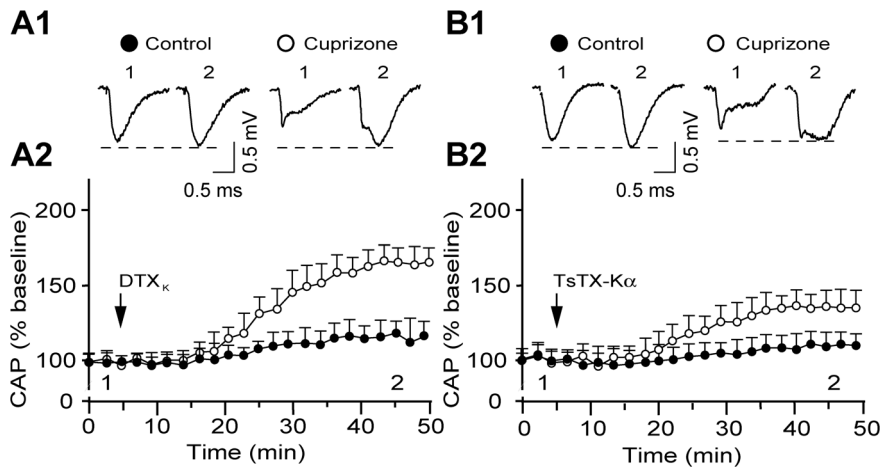 A1
Control Cuprizone
1 2 1 2
0.5 mV
0.5 ms
A2
CAP (% baseline)
200
150
100
0
DTXK
1 2
0 10 20 30 40 50
Time (min)
B1
Control Cuprizone
1 2 1 2
0.5 mV
0.5 ms
B2
CAP (% baseline)
200
150
100
0
TsTX-Kα
1 2
0 10 20 30 40 50
Time (min)